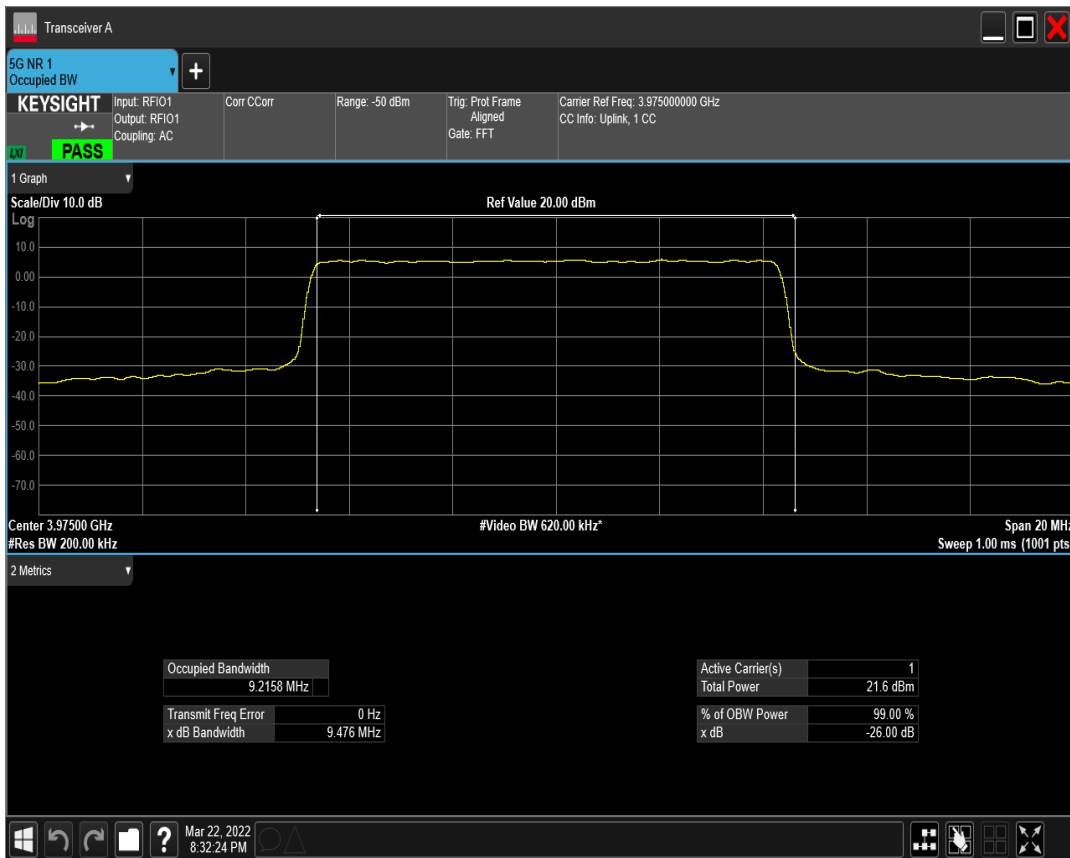 Transceiver A
5G NR 1
Occupied BW
KEYSIGHT
LXI
PASS
Input: RFIO1
Output: RFIO1
Coupling: AC
Corr CCorr
Range: -50 dBm
Trig: Prot Frame
Aligned
Gate: FFT
Carrier Ref Freq: 3.975000000 GHz
CC Info: Uplink, 1 CC
1 Graph
Scale/Div 10.0 dB
Ref Value 20.00 dBm
Log
10.0
0.00
-10.0
-20.0
-30.0
-40.0
-50.0
-60.0
-70.0
Center 3.97500 GHz
#Video BW 620.00 kHz*
Span 20 MHz
#Res BW 200.00 kHz
Sweep 1.00 ms (1001 pts
2 Metrics
Occupied Bandwidth
9.2158 MHz
Transmit Freq Error 0 Hz
x dB Bandwidth 9.476 MHz
Active Carrier(s) 1
Total Power 21.6 dBm
% of OBW Power 99.00 %
x dB -26.00 dB
?
Mar 22, 2022
8:32:24 PM